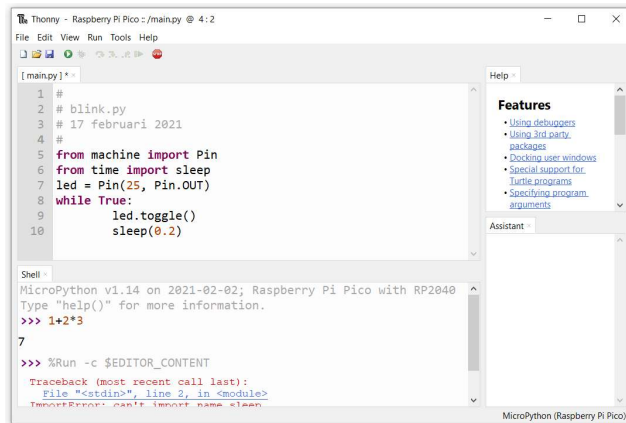 Thonny - Raspberry Pi Pico :: /main.py @ 4 : 2
File Edit View Run Tools Help
[ main.py ] *
1 #
2 # blink.py
3 # 17 februari 2021
4 #
5 from machine import Pin
6 from time import sleep
7 led = Pin(25, Pin.OUT)
8 while True:
9 led.toggle()
10 sleep(0.2)
Help
Features
• Using debuggers
• Using 3rd party
packages
• Docking user windows
• Special support for
Turtle programs
• Specifying program
arguments
Assistant
Shell
MicroPython v1.14 on 2021-02-02; Raspberry Pi Pico with RP2040
Type "help()" for more information.
>>> 1+2*3
7
>>> %Run -c $EDITOR_CONTENT
Traceback (most recent call last):
File "<stdin>", line 2, in <module>
ImportError: can't import name sleep
MicroPython (Raspberry Pi Pico)